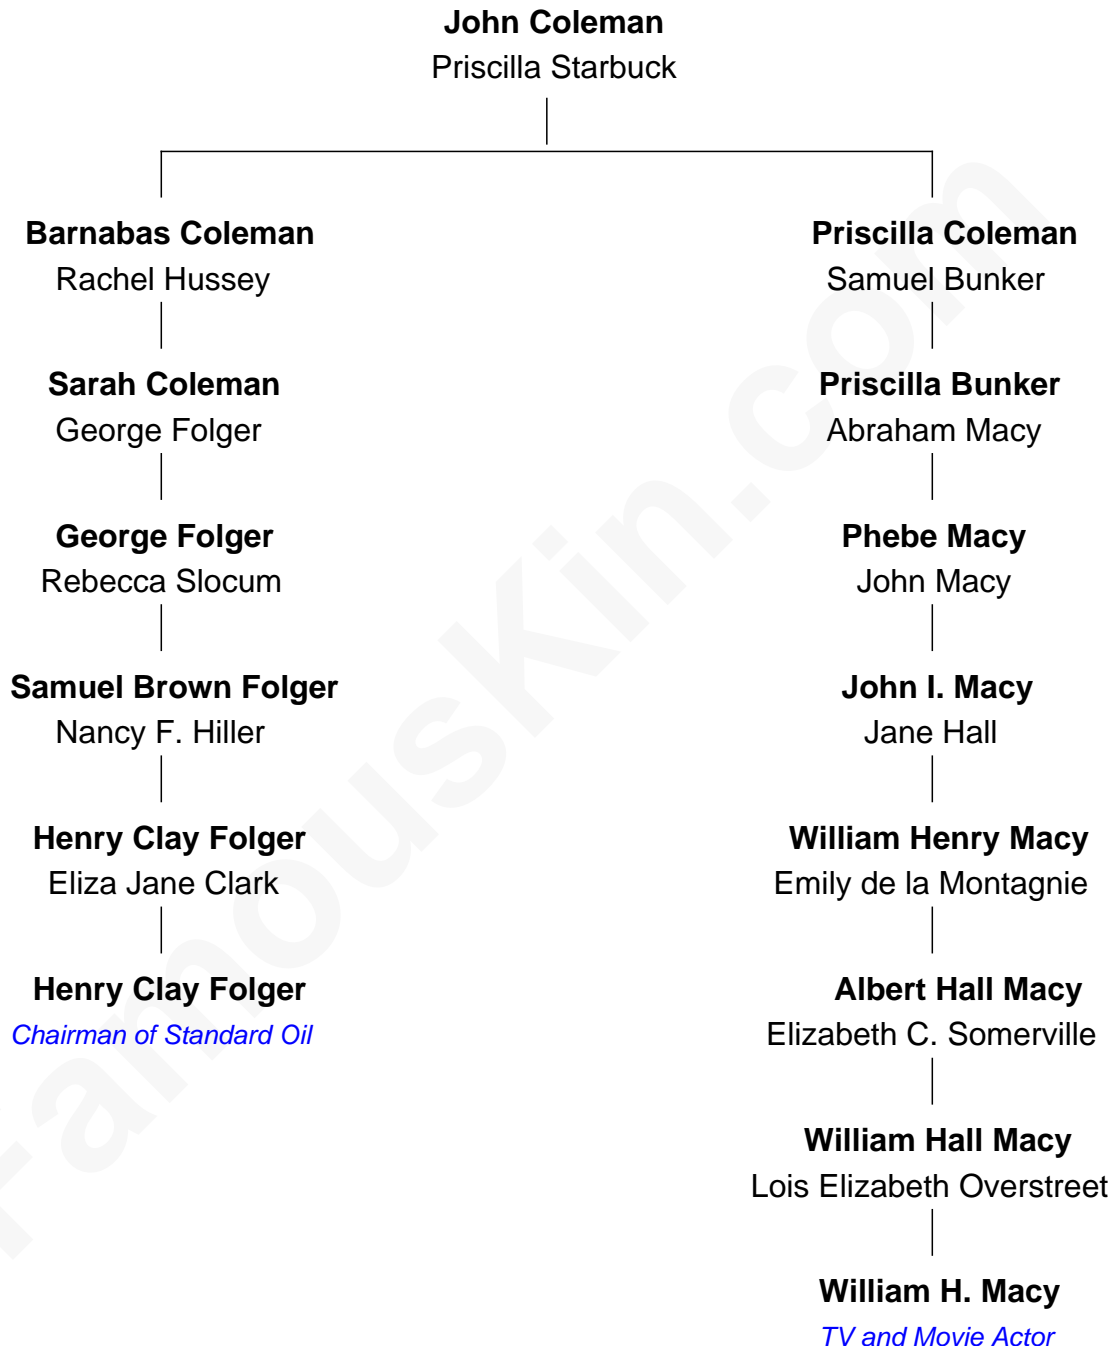 John Coleman
Priscilla Starbuck
Barnabas Coleman
Rachel Hussey
Priscilla Coleman
Samuel Bunker
Sarah Coleman
George Folger
Priscilla Bunker
Abraham Macy
George Folger
Rebecca Slocum
Phebe Macy
John Macy
Samuel Brown Folger
Nancy F. Hiller
John I. Macy
Jane Hall
Henry Clay Folger
Eliza Jane Clark
William Henry Macy
Emily de la Montagnie
Henry Clay Folger
Chairman of Standard Oil
Albert Hall Macy
Elizabeth C. Somerville
William Hall Macy
Lois Elizabeth Overstreet
William H. Macy
TV and Movie Actor
FamousKin.com